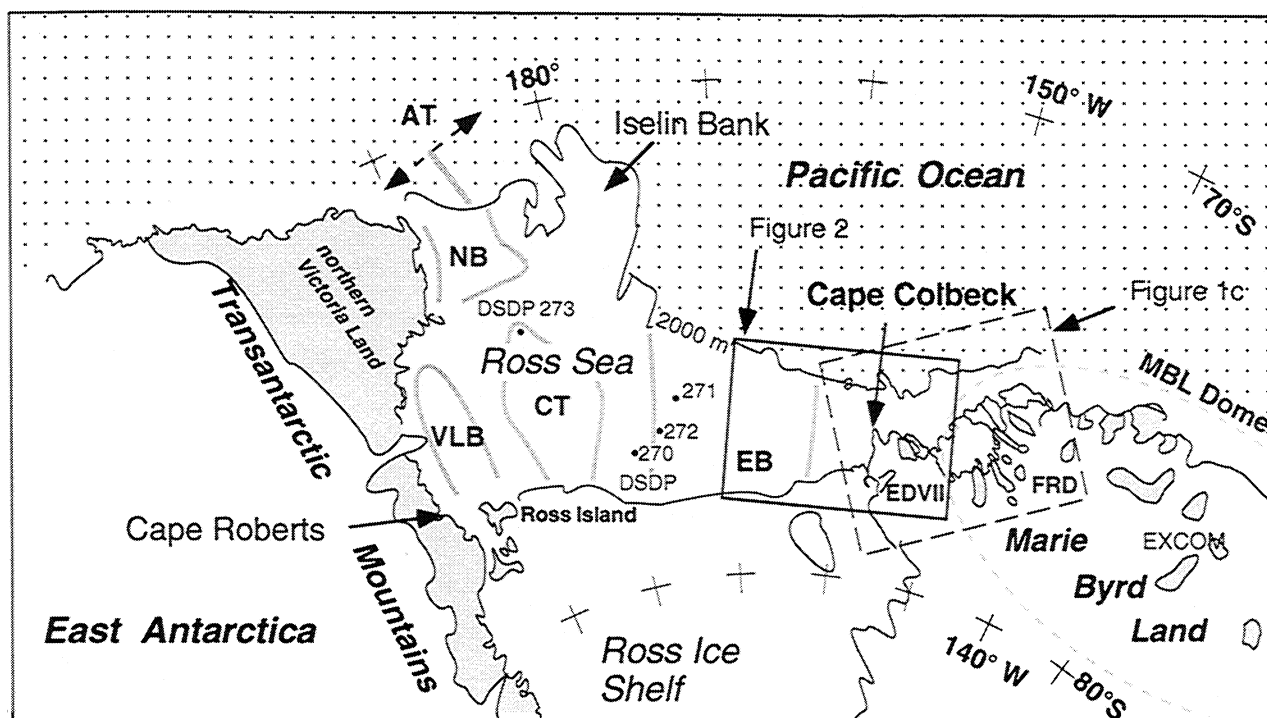 180°
150° W
AT
Iselin Bank
Pacific Ocean
70°S
Figure 2
NB
northern
Victoria Land
Cape Colbeck
Figure 1c
Transantarctic
Mountains
DSDP 273
2000 m
Ross Sea
MBL Dome
CT
271
VLB
272
270
DSDP
EB
EDVII
FRD
Ross Island
Cape Roberts
Marie
Byrd
Land
EXCOM
East Antarctica
Ross Ice
Shelf
140° W
80°S